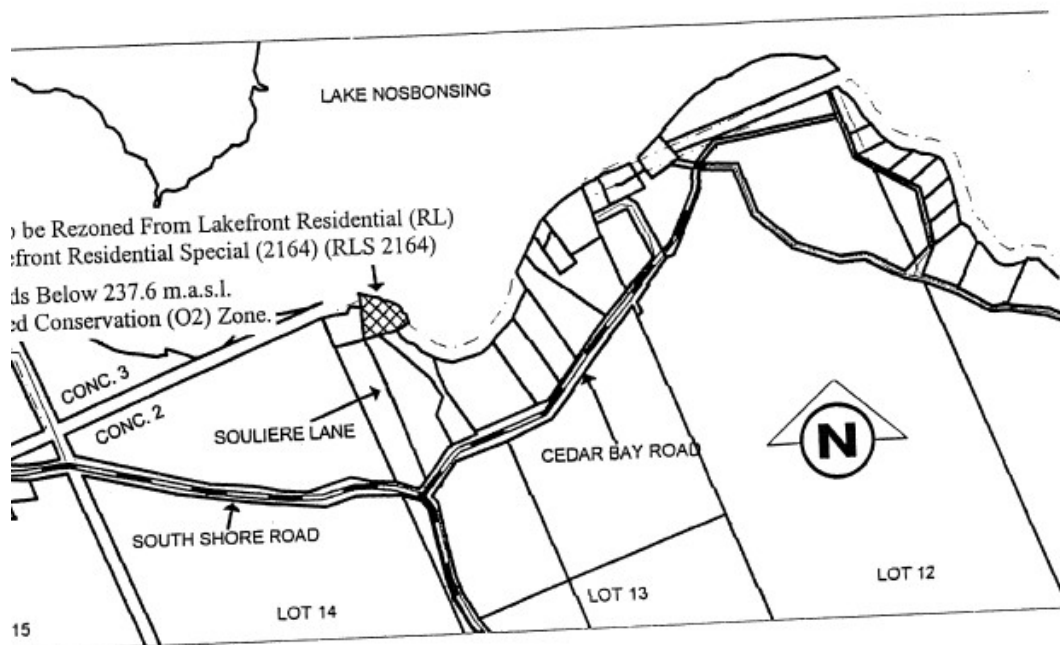 LAKE NOSBONSING
be Rezoned From Lakefront Residential (RL)
efront Residential Special (2164) (RLS 2164)
ds Below 237.6 m.a.s.l.
ed Conservation (O2) Zone.
CONC. 3
CONC. 2
SOULIERE LANE
CEDAR BAY ROAD
N
SOUTH SHORE ROAD
LOT 14
LOT 13
LOT 12
15